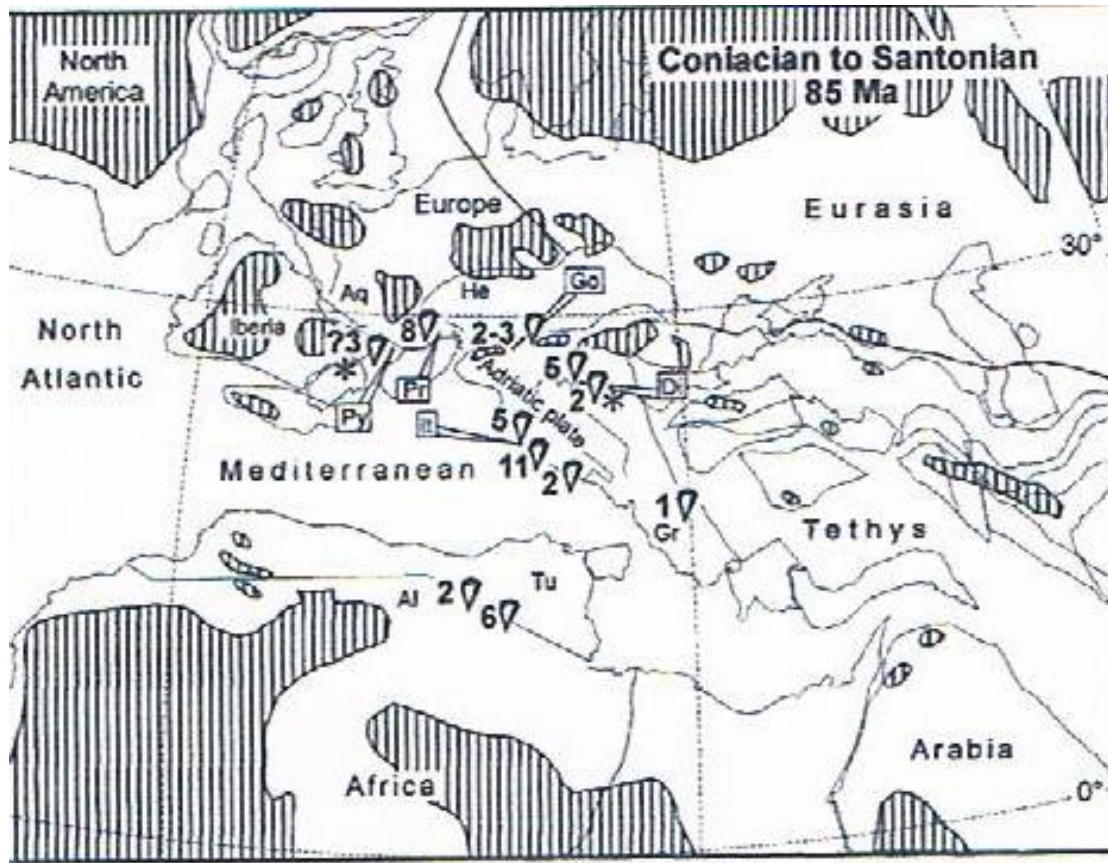 North
America
Coniacian to Santonian
85 Ma
Europe
Eurasia
30°
Go
Aq
He
North
Atlantic
Iberia
?3
*
8
2-3
Pr
Py
Adriatic plate
5
2
*
5
It
11
2
Mediterranean
1
Gr
Tethys
Al
2
6
Tu
Africa
Arabia
0°